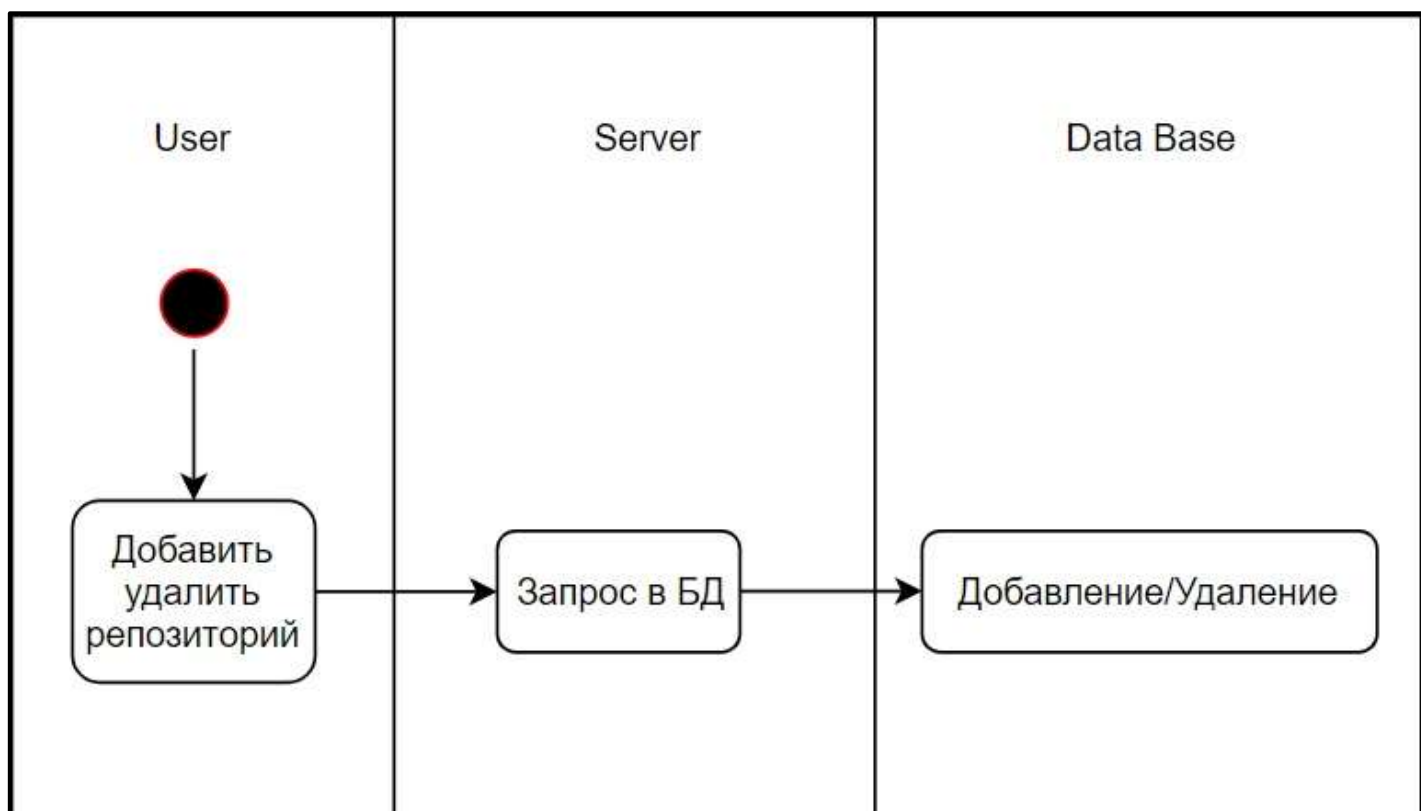 User
Server
Data Base
Добавить
удалить
репозиторий
Запрос в БД
Добавление/Удаление